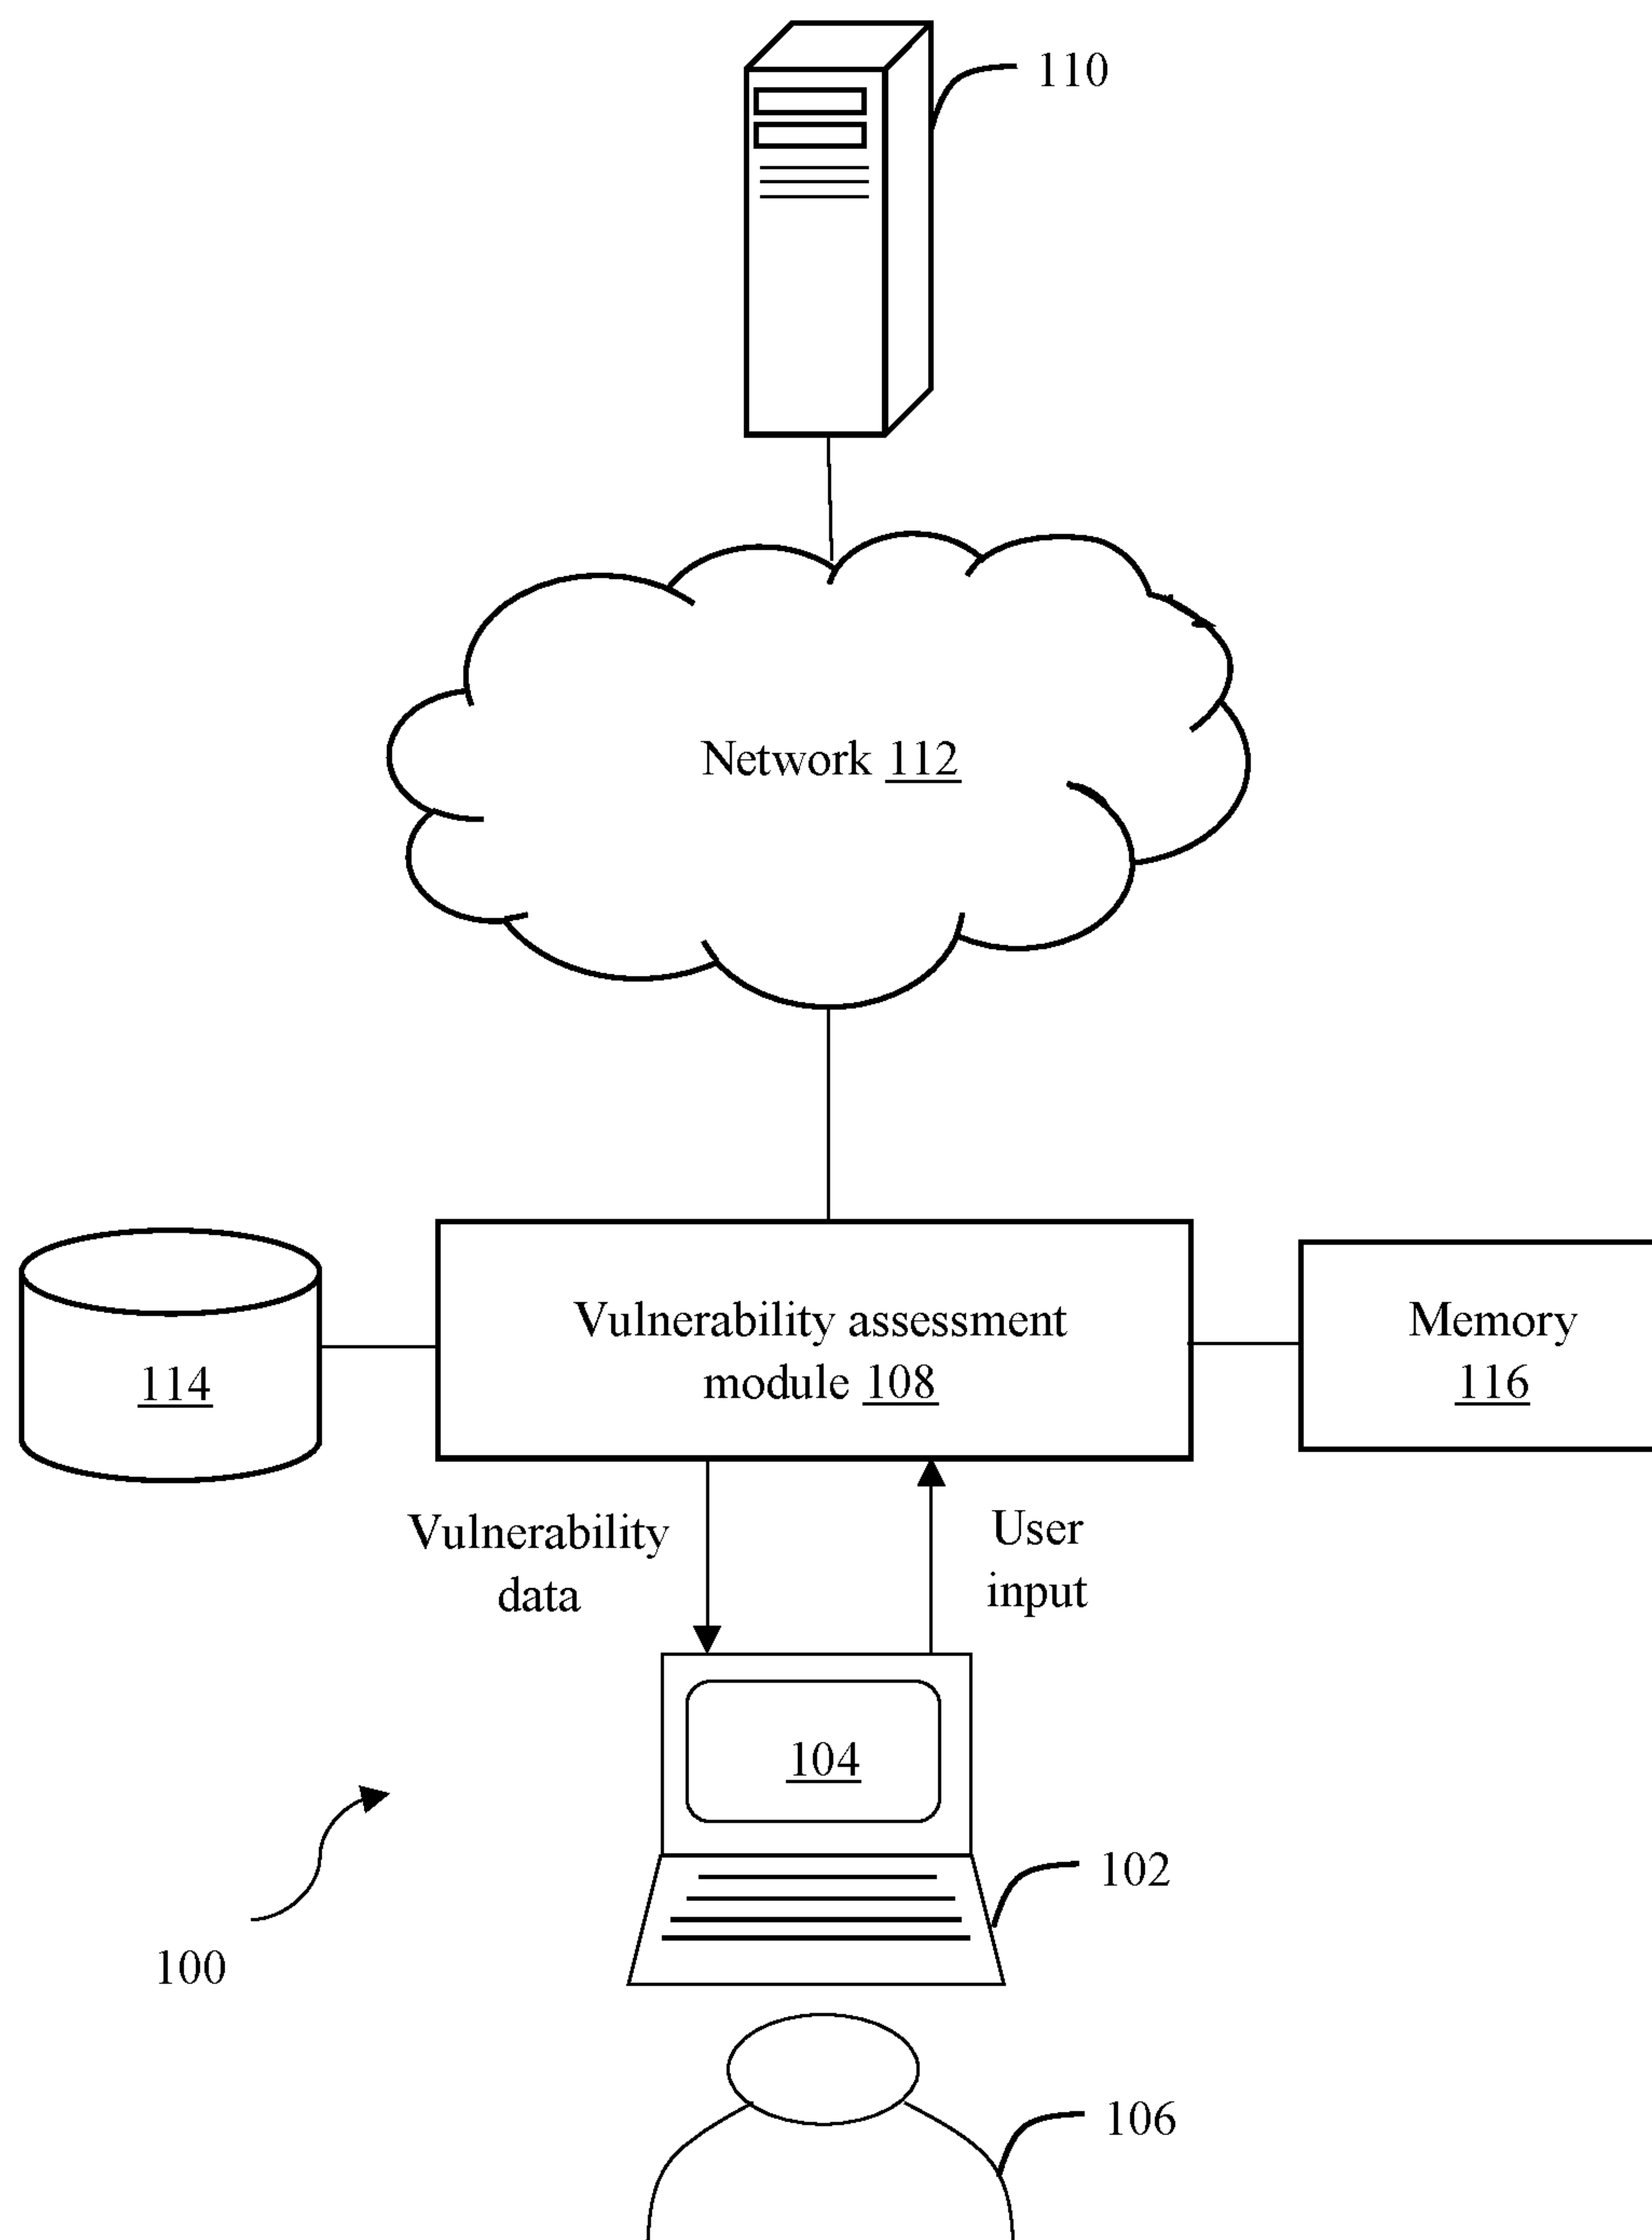 110
Network 112
Vulnerability assessment
module 108
114
Memory
116
Vulnerability
data
User
input
104
102
100
106